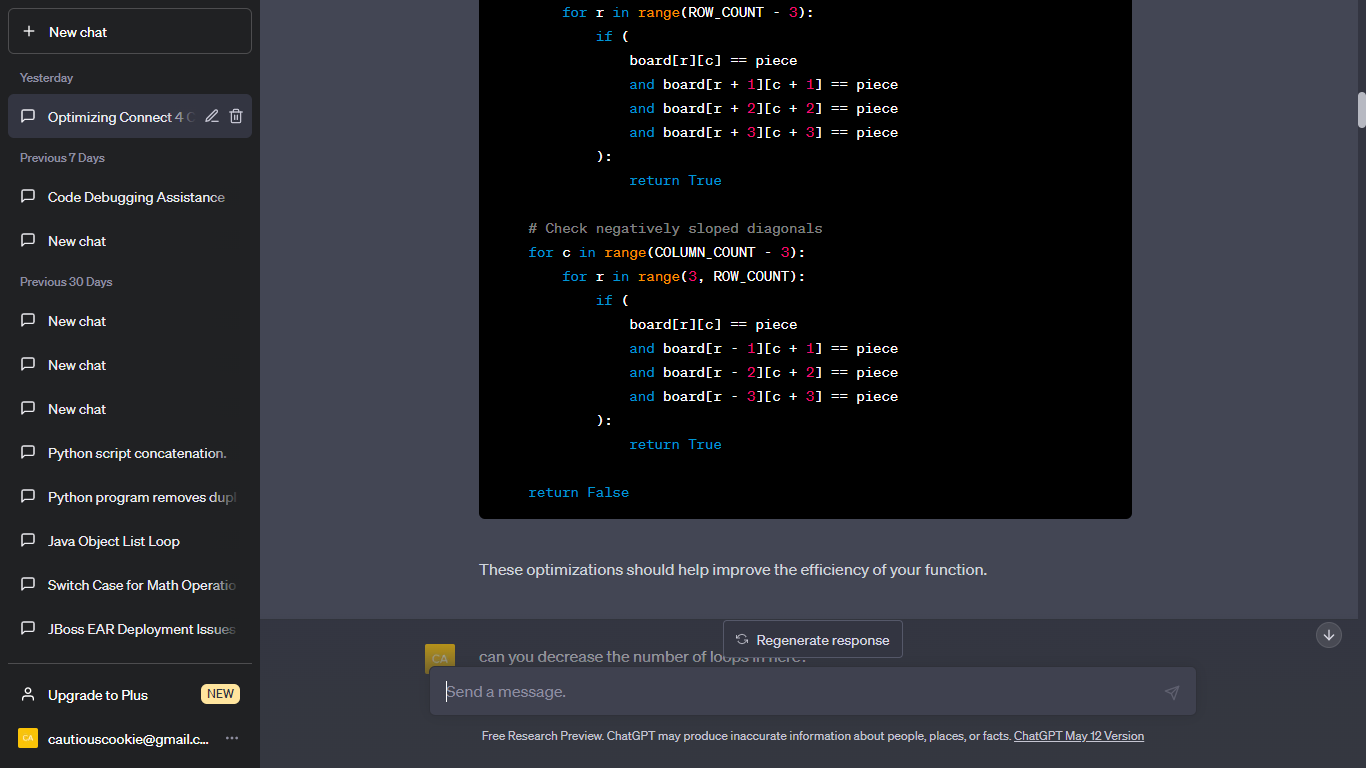 New chat
Yesterday
Optimizing Connect 4 C
Previous 7 Days
Code Debugging Assistance
New chat
Previous 30 Days
New chat
New chat
New chat
Python script concatenation.
Python program removes dupl
Java Object List Loop
Switch Case for Math Operatio
JBoss EAR Deployment Issues
Upgrade to Plus NEW
CA cautiouscookie@gmail.c...
for r in range(ROW_COUNT - 3):
if (
board[r][c] == piece
and board[r + 1][c + 1] == piece
and board[r + 2][c + 2] == piece
and board[r + 3][c + 3] == piece
):
return True
# Check negatively sloped diagonals
for c in range(COLUMN_COUNT - 3):
for r in range(3, ROW_COUNT):
if (
board[r][c] == piece
and board[r - 1][c + 1] == piece
and board[r - 2][c + 2] == piece
and board[r - 3][c + 3] == piece
):
return True
return False
These optimizations should help improve the efficiency of your function.
Regenerate response
CA can you decrease the number of loops in here?
Send a message.
Free Research Preview. ChatGPT may produce inaccurate information about people, places, or facts. ChatGPT May 12 Version